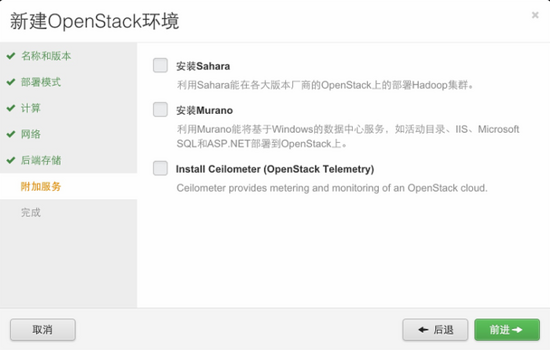 新建OpenStack环境
×
名称和版本
部署模式
计算
网络
后端存储
附加服务
完成
安装Sahara
利用Sahara能在各大版本厂商的OpenStack上的部署Hadoop集群。
安装Murano
利用Murano能将基于Windows的数据中心服务，如活动目录、IIS、Microsoft
SQL和ASP.NET部署到OpenStack上。
Install Ceilometer (OpenStack Telemetry)
Ceilometer provides metering and monitoring of an OpenStack cloud.
取消
后退
前进